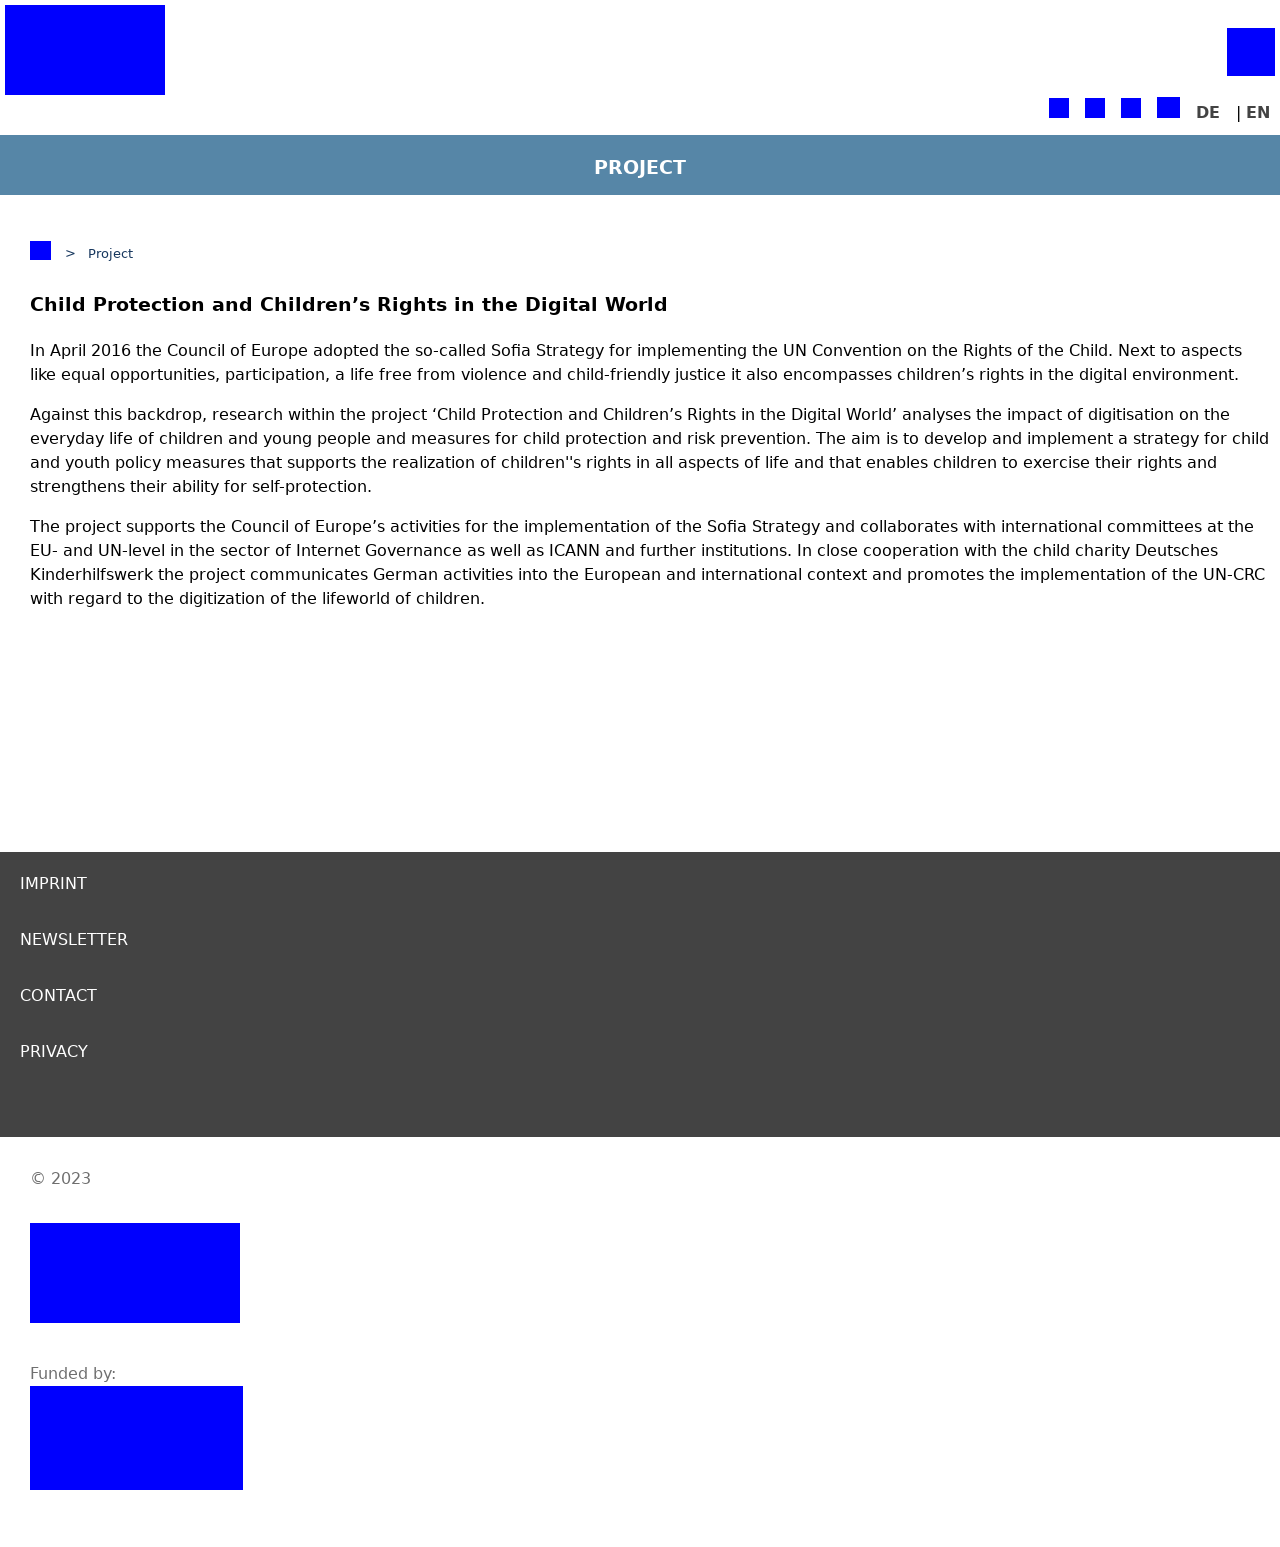 DE | EN
PROJECT
> Project
Child Protection and Children’s Rights in the Digital World
In April 2016 the Council of Europe adopted the so-called Sofia Strategy for implementing the UN Convention on the Rights of the Child. Next to aspects
like equal opportunities, participation, a life free from violence and child-friendly justice it also encompasses children’s rights in the digital environment.
Against this backdrop, research within the project ‘Child Protection and Children’s Rights in the Digital World’ analyses the impact of digitisation on the
everyday life of children and young people and measures for child protection and risk prevention. The aim is to develop and implement a strategy for child
and youth policy measures that supports the realization of children''s rights in all aspects of life and that enables children to exercise their rights and
strengthens their ability for self-protection.
The project supports the Council of Europe’s activities for the implementation of the Sofia Strategy and collaborates with international committees at the
EU- and UN-level in the sector of Internet Governance as well as ICANN and further institutions. In close cooperation with the child charity Deutsches
Kinderhilfswerk the project communicates German activities into the European and international context and promotes the implementation of the UN-CRC
with regard to the digitization of the lifeworld of children.
IMPRINT
NEWSLETTER
CONTACT
PRIVACY
© 2023
Funded by: